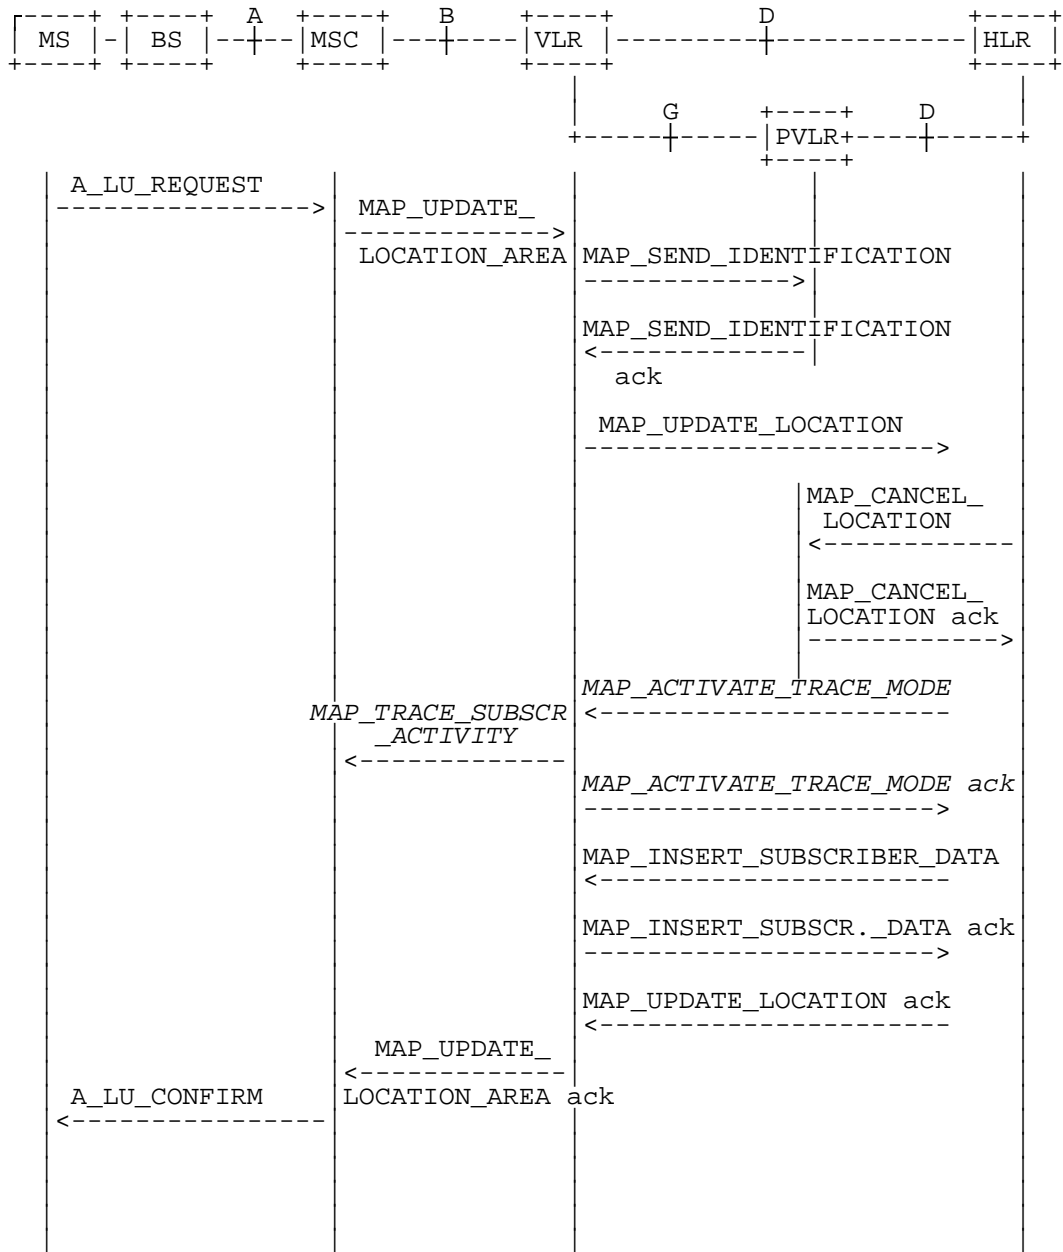 A B D
MS BS MSC VLR HLR
G D
PVLR
A_LU_REQUEST
MAP_UPDATE_
LOCATION_AREA MAP_SEND_IDENTIFICATION
MAP_SEND_IDENTIFICATION
ack
MAP_UPDATE_LOCATION
MAP_CANCEL_
LOCATION
MAP_CANCEL_
LOCATION ack
MAP_ACTIVATE_TRACE_MODE
MAP_TRACE_SUBSCR
_ACTIVITY
MAP_ACTIVATE_TRACE_MODE ack
MAP_INSERT_SUBSCRIBER_DATA
MAP_INSERT_SUBSCR._DATA ack
MAP_UPDATE_LOCATION ack
MAP_UPDATE_
A_LU_CONFIRM LOCATION_AREA ack